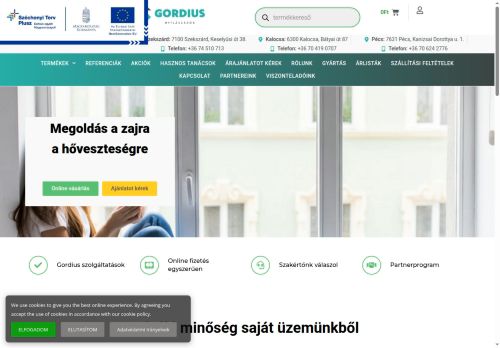 Széchenyi Terv
Plusz
GORDIUS
NYÍLÁSZÁRÓK
termékkereső
0Ft
Szekszárd: 7100 Szekszárd, Keselyűsi út 38.
Kalocsa: 6300 Kalocsa, Bátyai út 87
Pécs: 7631 Pécs, Kanizsai Dorottya u. 1.
Telefon: +36 74 510 713
Telefon: +36 70 419 0707
Telefon: +36 70 624 2776
TERMÉKEK REFERENCIÁK AKCIÓK HASZNOS TANÁCSOK ÁRAJÁNLATOT KÉREK RÓLUNK GYÁRTÁS ÁRLISTÁK SZÁLLÍTÁSI FELTÉTELEK
KAPCSOLAT PARTNEREINK VISZONTELADÓINK
Megoldás a zajra
a hőveszteségre
Online vásárlás
Ajánlatot kérek
Gordius szolgáltatások
Online fizetés
egyszerűen
Szakértőnk válaszol
Partnerprogram
We use cookies to give you the best online experience. By agreeing you accept the use of cookies in accordance with our cookie policy.
ELFOGADOM
ELUTASÍTOM
Adatvédelmi Irányelvek
minőség saját üzemünkből